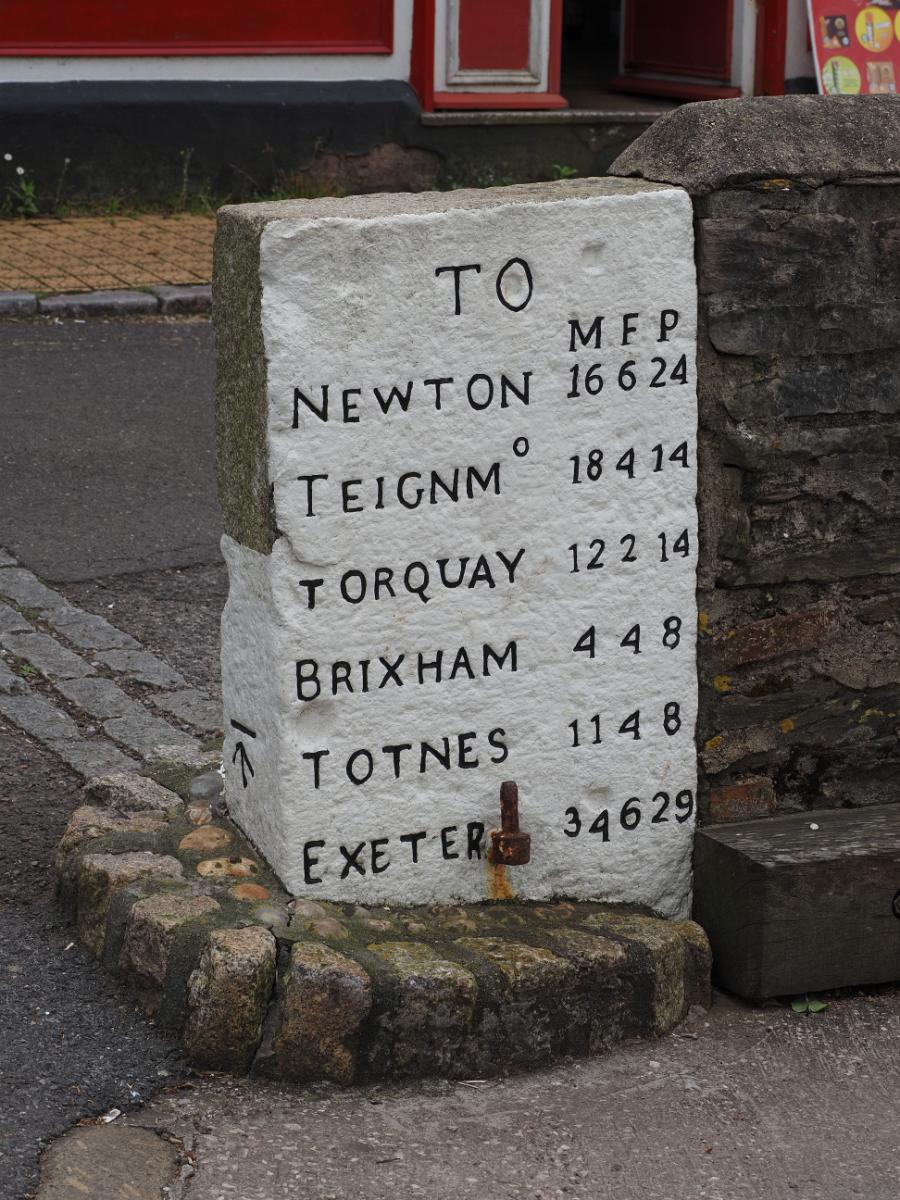 TO
M F P
NEWTON 16 6 24
TEIGNMº 18 4 14
TORQUAY 12 2 14
BRIXHAM 4 4 8
TOTNES 11 4 8
EXETER 34 6 29